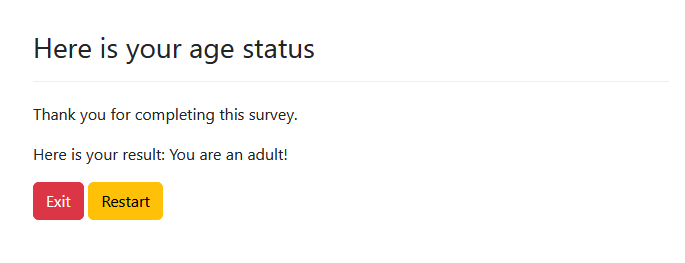 Here is your age status
Thank you for completing this survey.
Here is your result: You are an adult!
Exit Restart